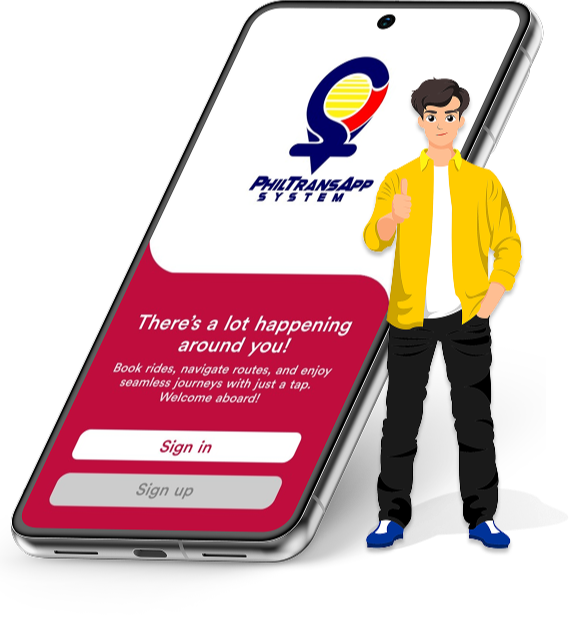 PHILTRANSAPP
SYSTEM
There's a lot happening
around you!
Book rides, navigate routes, and enjoy
seamless journeys with just a tap.
Welcome aboard!
Sign in
Sign up